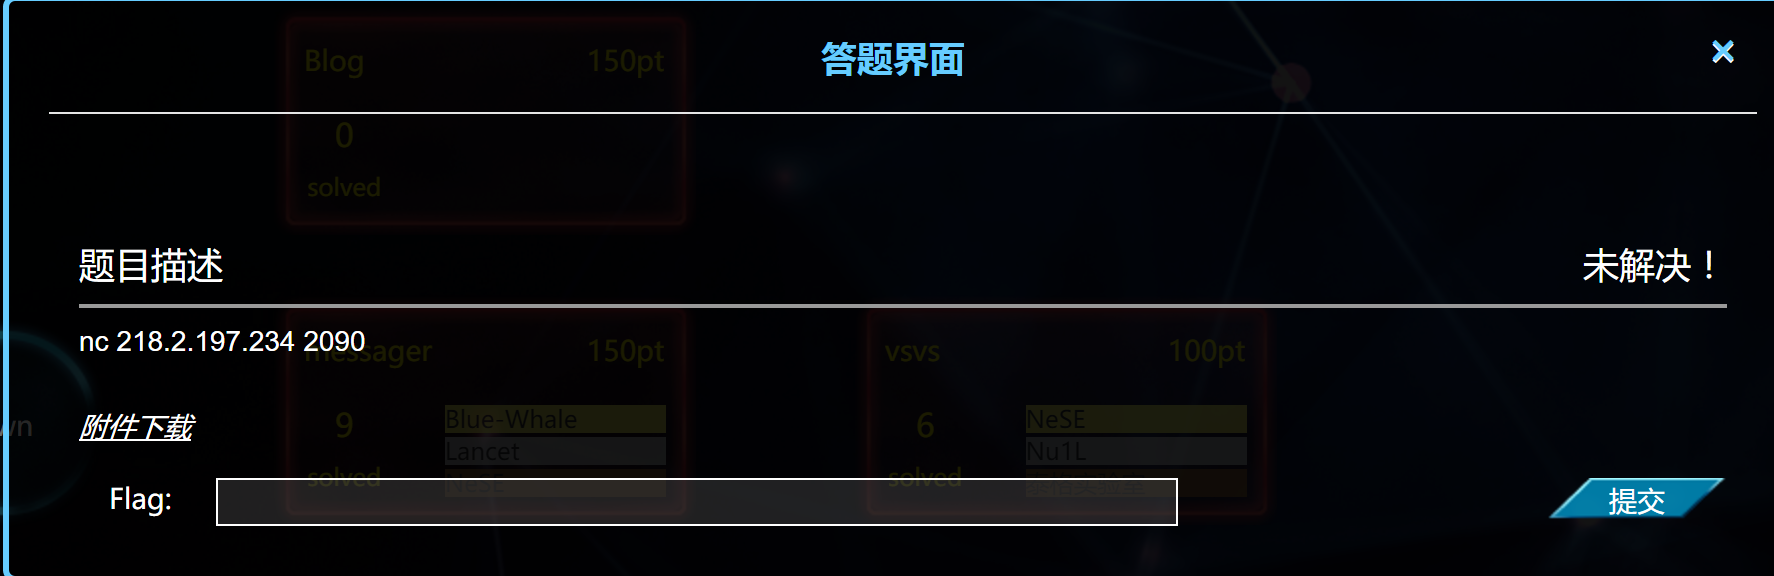 Blog 150pt
答题界面
×
0
solved
题目描述
未解决！
nc 218.2.197.234 2090
messager 150pt
vsvs 100pt
附件下载
wn
9
Blue-Whale
Lancet
solved
6
NeSE
Nu1L
solved
Flag:
提交